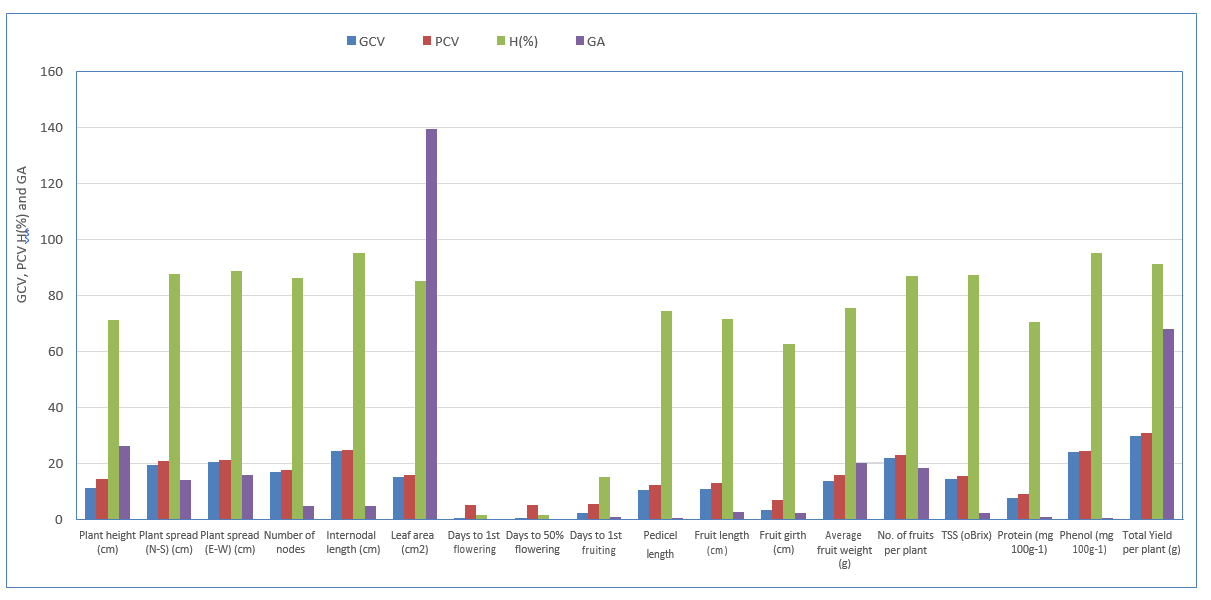 GCV PCV H(%) GA
160
140
120
100
80
60
40
20
0
GCV, PCV H(%) and GA
Plant height
(cm)
Plant spread
(N-S) (cm)
Plant spread
(E-W) (cm)
Number of
nodes
Internodal
length (cm)
Leaf area
(cm2)
Days to 1st
flowering
Days to 50%
flowering
Days to 1st
fruiting
Pedicel
length
Fruit length
(cm)
Fruit girth
(cm)
Average
fruit weight
(g)
No. of fruits
per plant
TSS (oBrix)
Protein (mg
100g-1)
Phenol (mg
100g-1)
Total Yield
per plant (g)